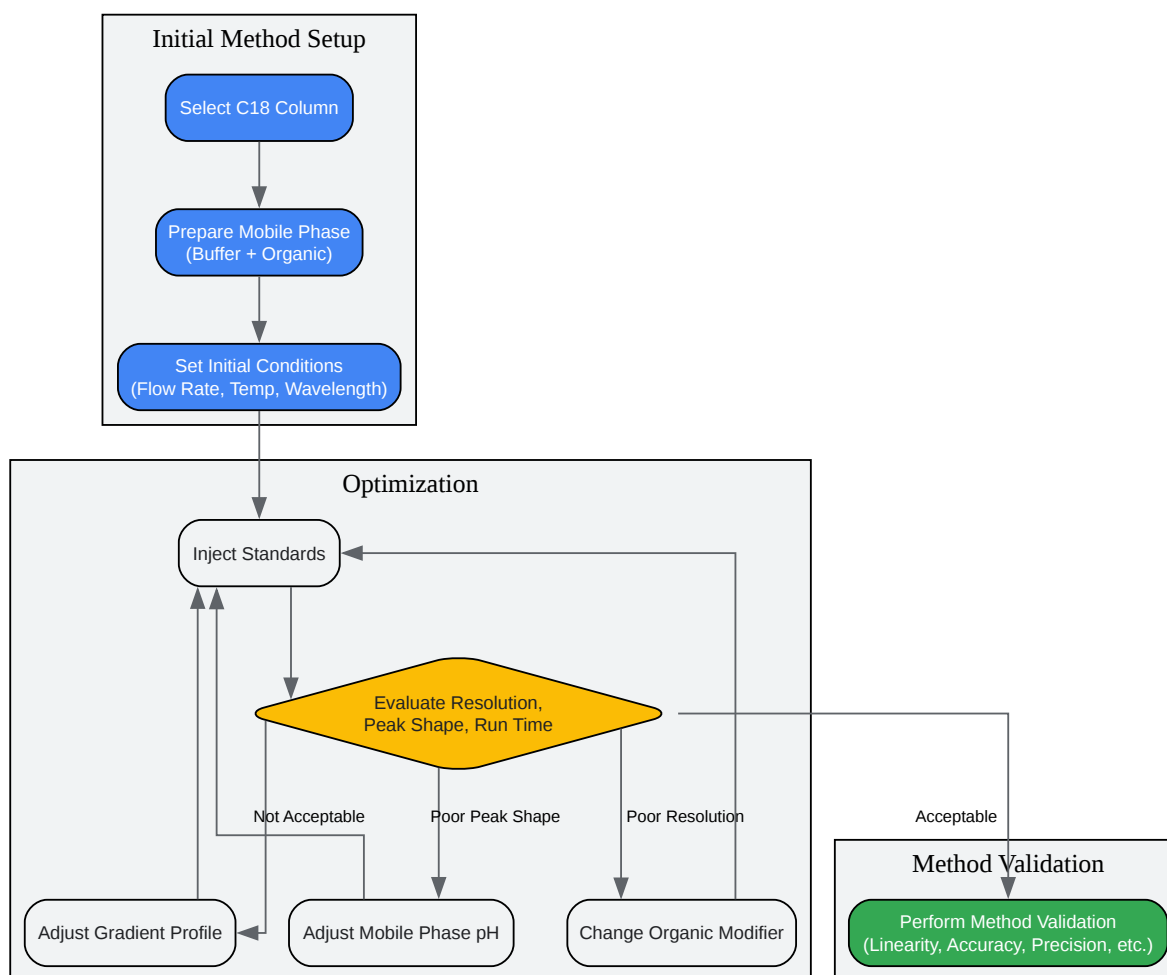 Initial Method Setup
Select C18 Column
Prepare Mobile Phase
(Buffer + Organic)
Set Initial Conditions
(Flow Rate, Temp, Wavelength)
Optimization
Inject Standards
Evaluate Resolution,
Peak Shape, Run Time
Not Acceptable
Poor Peak Shape
Poor Resolution
Acceptable
Adjust Gradient Profile
Adjust Mobile Phase pH
Change Organic Modifier
Method Validation
Perform Method Validation
(Linearity, Accuracy, Precision, etc.)